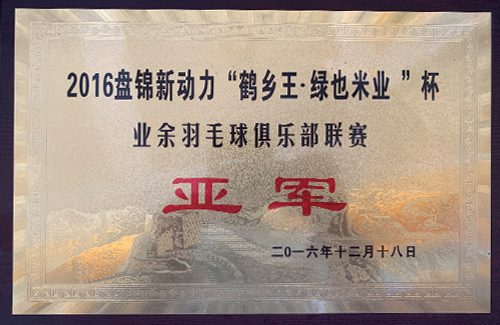 2016盘锦新动力“鹤乡王·绿也米业 ”杯
业余羽毛球俱乐部联赛
亚军
二0一六年十二月十八日